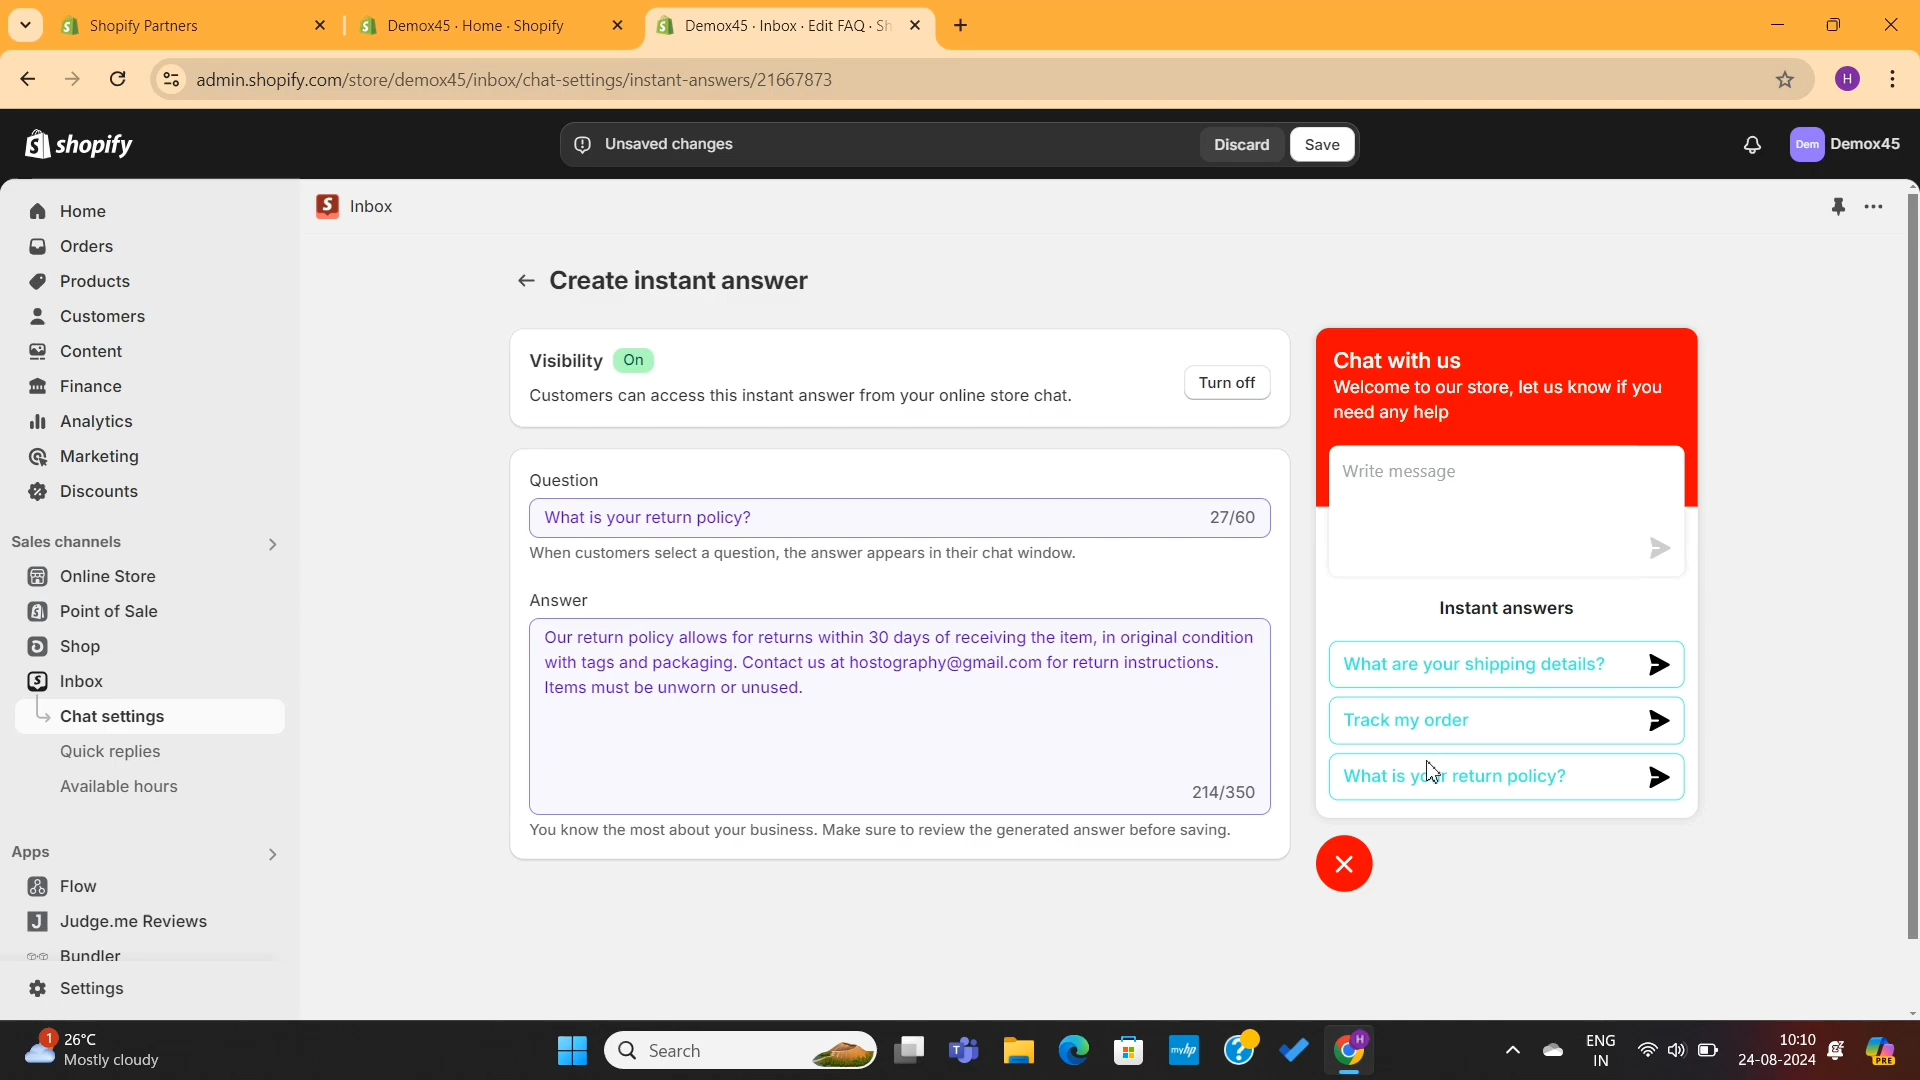 Shopify Partners
Demox45 · Home · Shopify
Demox45 · Inbox · Edit FAQ · Sh
admin.shopify.com/store/demox45/inbox/chat-settings/instant-answers/21667873
H
shopify
Unsaved changes
Discard
Save
Dem
Demox45
Home
Orders
Products
Customers
Content
Finance
Analytics
Marketing
Discounts
Sales channels
Online Store
Point of Sale
Shop
Inbox
Chat settings
Quick replies
Available hours
Apps
Flow
Judge.me Reviews
Bundler
Settings
Inbox
Create instant answer
Visibility On
Customers can access this instant answer from your online store chat.
Turn off
Question
What is your return policy? 27/60
When customers select a question, the answer appears in their chat window.
Answer
Our return policy allows for returns within 30 days of receiving the item, in original condition
with tags and packaging. Contact us at hostography@gmail.com for return instructions.
Items must be unworn or unused.
214/350
You know the most about your business. Make sure to review the generated answer before saving.
Chat with us
Welcome to our store, let us know if you
need any help
Write message
Instant answers
What are your shipping details?
Track my order
What is your return policy?
1
26°C
Mostly cloudy
Search
myhp
H
ENG
IN
10:10
24-08-2024
PRE